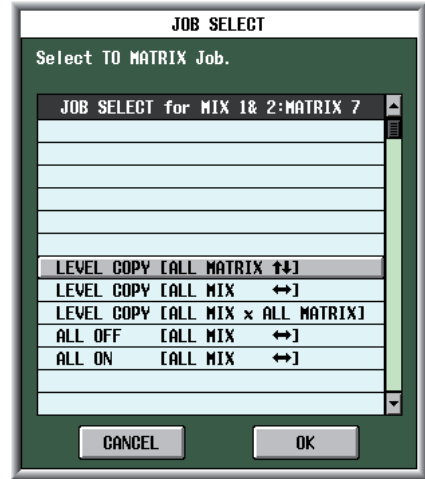 JOB SELECT
Select TO MATRIX Job.
JOB SELECT for MIX 1& 2:MATRIX 7
LEVEL COPY [ALL MATRIX ↑↓]
LEVEL COPY [ALL MIX ↔]
LEVEL COPY [ALL MIX x ALL MATRIX]
ALL OFF [ALL MIX ↔]
ALL ON [ALL MIX ↔]
CANCEL OK